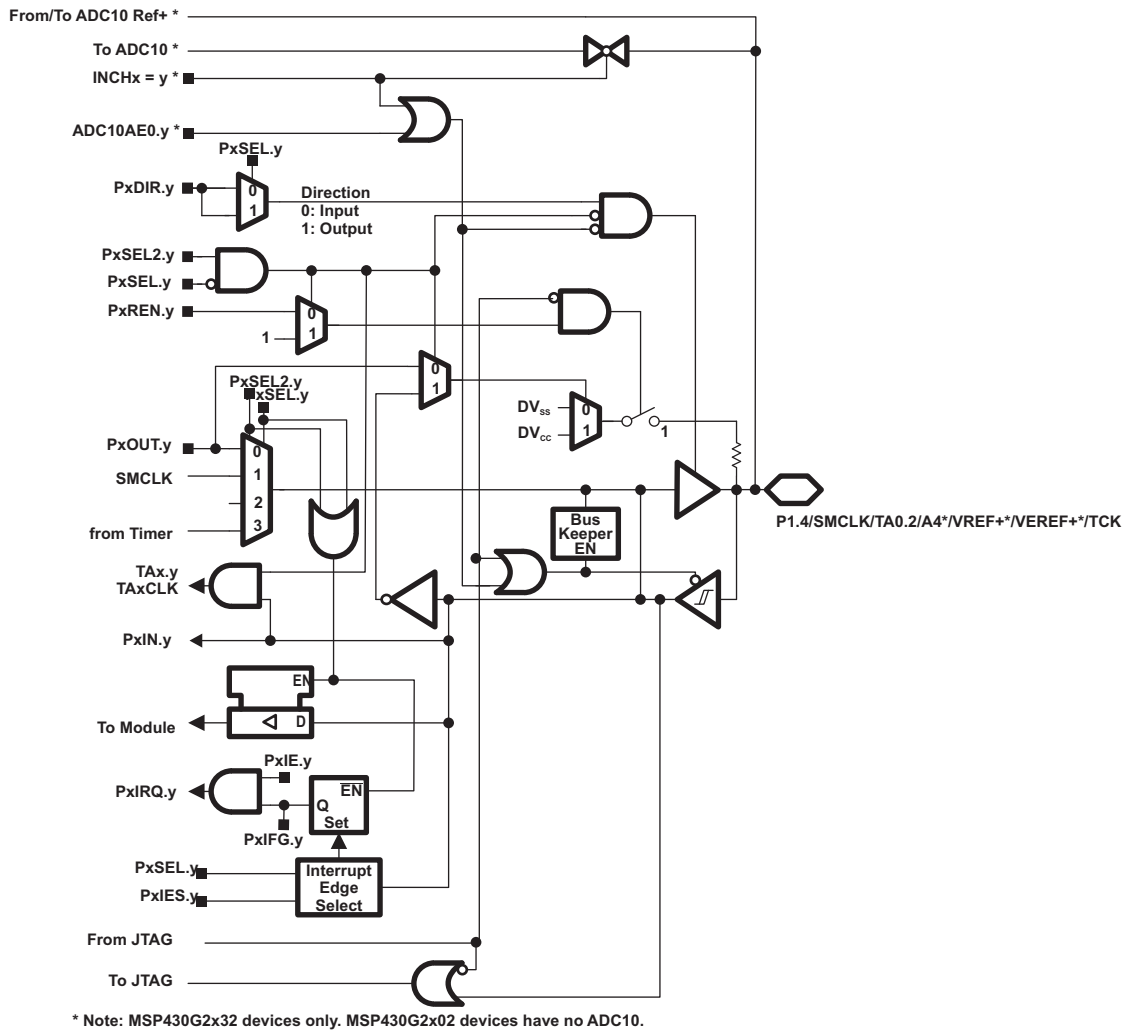 From/To ADC10 Ref+ *
To ADC10 *
INCHx = y *
ADC10AE0.y *
PxSEL.y
PxDIR.y
0
1
Direction
0: Input
1: Output
PxSEL2.y
PxSEL.y
PxREN.y
0
1
1
0
1
PxSEL2.y
PxSEL.y
DVSS
DVCC
0
1
1
PxOUT.y
SMCLK
from Timer
0
1
2
3
P1.4/SMCLK/TA0.2/A4*/VREF+*/VEREF+*/TCK
Bus
Keeper
EN
TAx.y
TAxCLK
PxIN.y
EN
D
To Module
PxIE.y
PxIRQ.y
EN
Q
Set
PxIFG.y
PxSEL.y
PxIES.y
Interrupt
Edge
Select
From JTAG
To JTAG
* Note: MSP430G2x32 devices only. MSP430G2x02 devices have no ADC10.